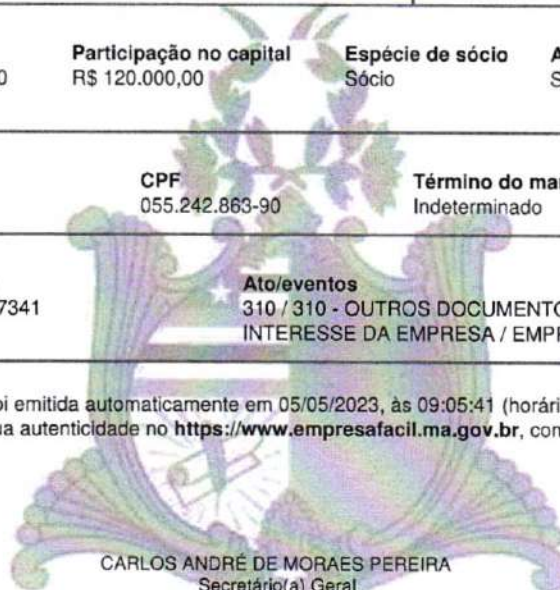 Participação no capital Espécie de sócio A
0 R$ 120.000,00 Sócio S
CPF Término do mar
055.242.863-90 Indeterminado
Ato/eventos
7341 310 / 310 - OUTROS DOCUMENTO
INTERESSE DA EMPRESA / EMPR
oi emitida automaticamente em 05/05/2023, às 09:05:41 (horári
ua autenticidade no https://www.empresafacil.ma.gov.br, com
CARLOS ANDRÉ DE MORAES PEREIRA
Secretário(a) Geral